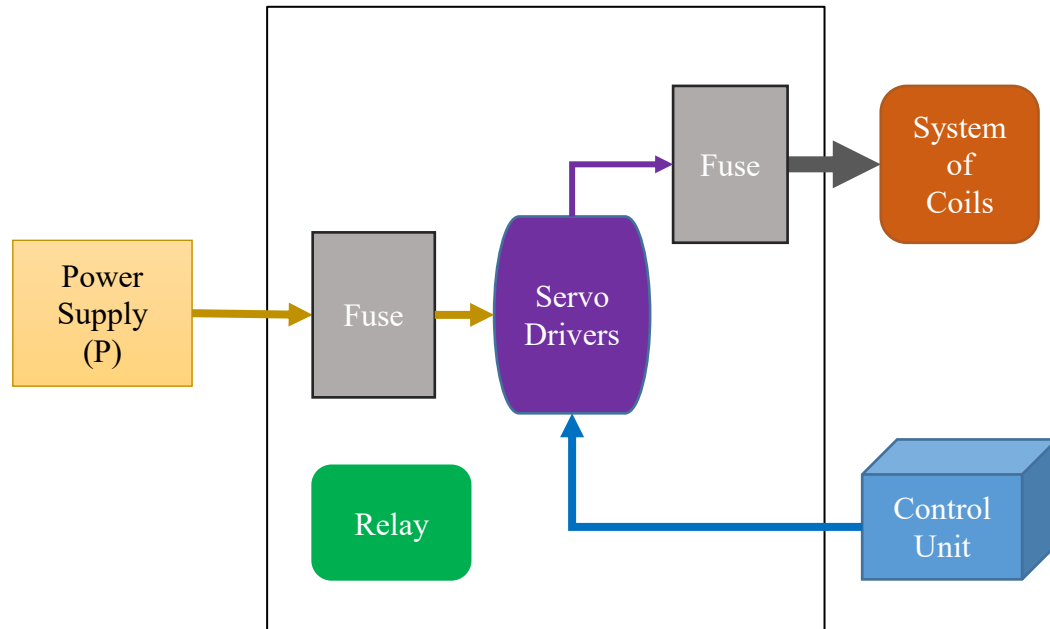 Power
Supply
(P)
Fuse
Servo
Drivers
Fuse
System
of
Coils
Relay
Control
Unit